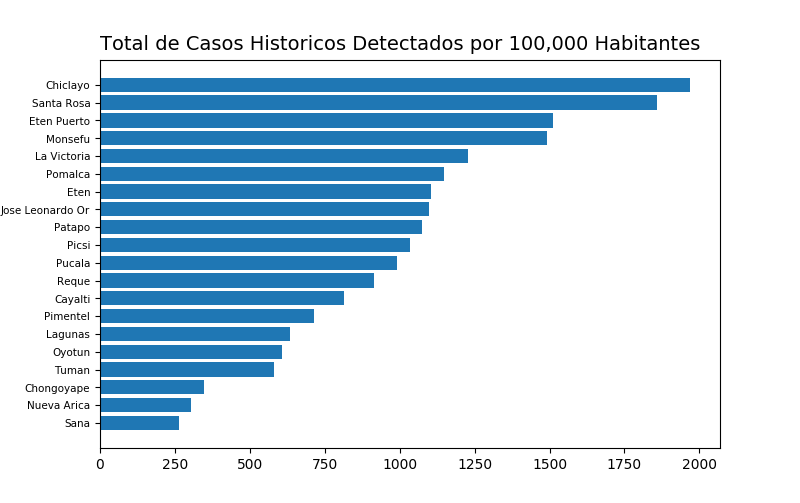 Total de Casos Historicos Detectados por 100,000 Habitantes
Chiclayo
Santa Rosa
Eten Puerto
Monsefu
La Victoria
Pomalca
Eten
Jose Leonardo Or
Patapo
Picsi
Pucala
Reque
Cayalti
Pimentel
Lagunas
Oyotun
Tuman
Chongoyape
Nueva Arica
Sana
0 250 500 750 1000 1250 1500 1750 2000